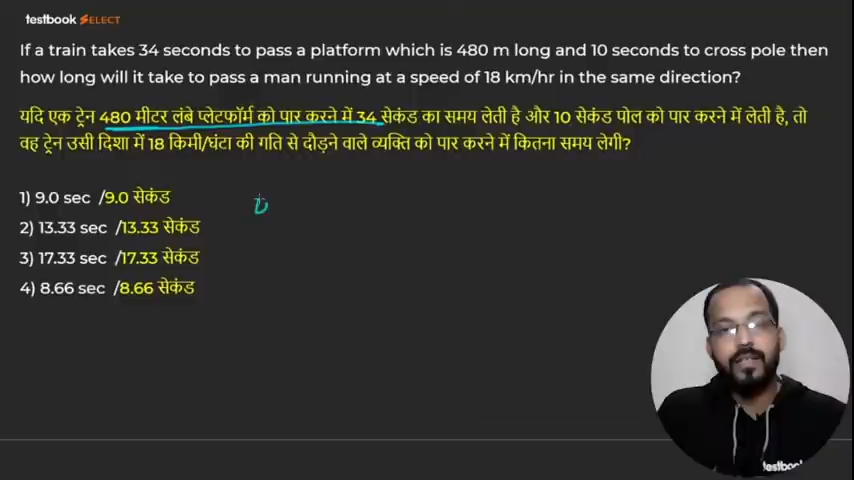 testbook SELECT
If a train takes 34 seconds to pass a platform which is 480 m long and 10 seconds to cross pole then
how long will it take to pass a man running at a speed of 18 km/hr in the same direction?
यदि एक ट्रेन 480 मीटर लंबे प्लेटफॉर्म को पार करने में 34 सेकंड का समय लेती है और 10 सेकंड पोल को पार करने में लेती है, तो
वह ट्रेन उसी दिशा में 18 किमी/घंटा की गति से दौड़ने वाले व्यक्ति को पार करने में कितना समय लेगी?
1) 9.0 sec /9.0 सेकंड
2) 13.33 sec /13.33 सेकंड
3) 17.33 sec /17.33 सेकंड
4) 8.66 sec /8.66 सेकंड